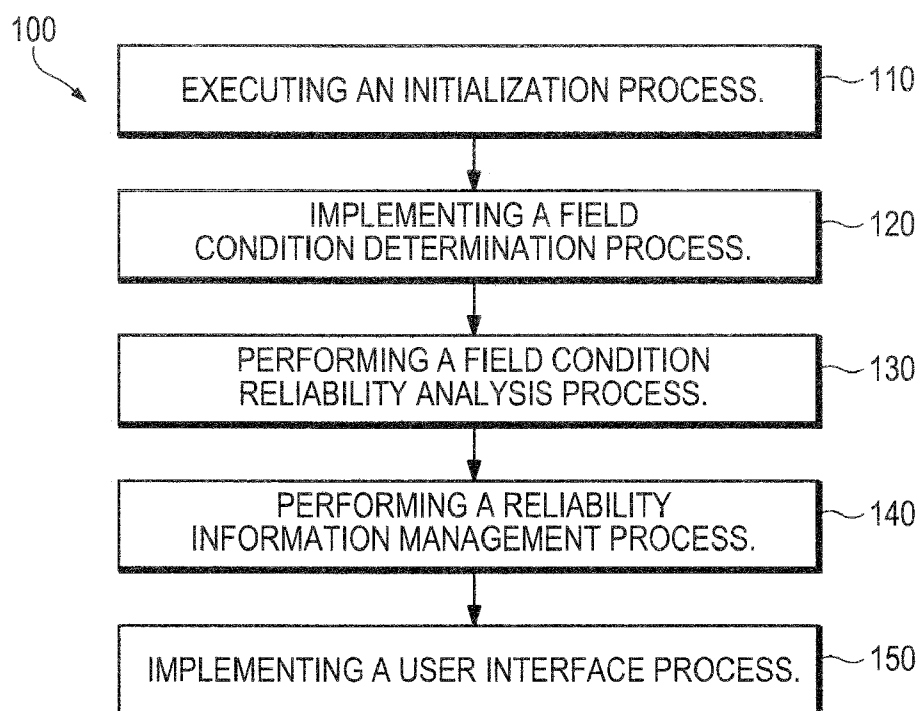 100
EXECUTING AN INITIALIZATION PROCESS.
110
IMPLEMENTING A FIELD
CONDITION DETERMINATION PROCESS.
120
PERFORMING A FIELD CONDITION
RELIABILITY ANALYSIS PROCESS.
130
PERFORMING A RELIABILITY
INFORMATION MANAGEMENT PROCESS.
140
IMPLEMENTING A USER INTERFACE PROCESS.
150